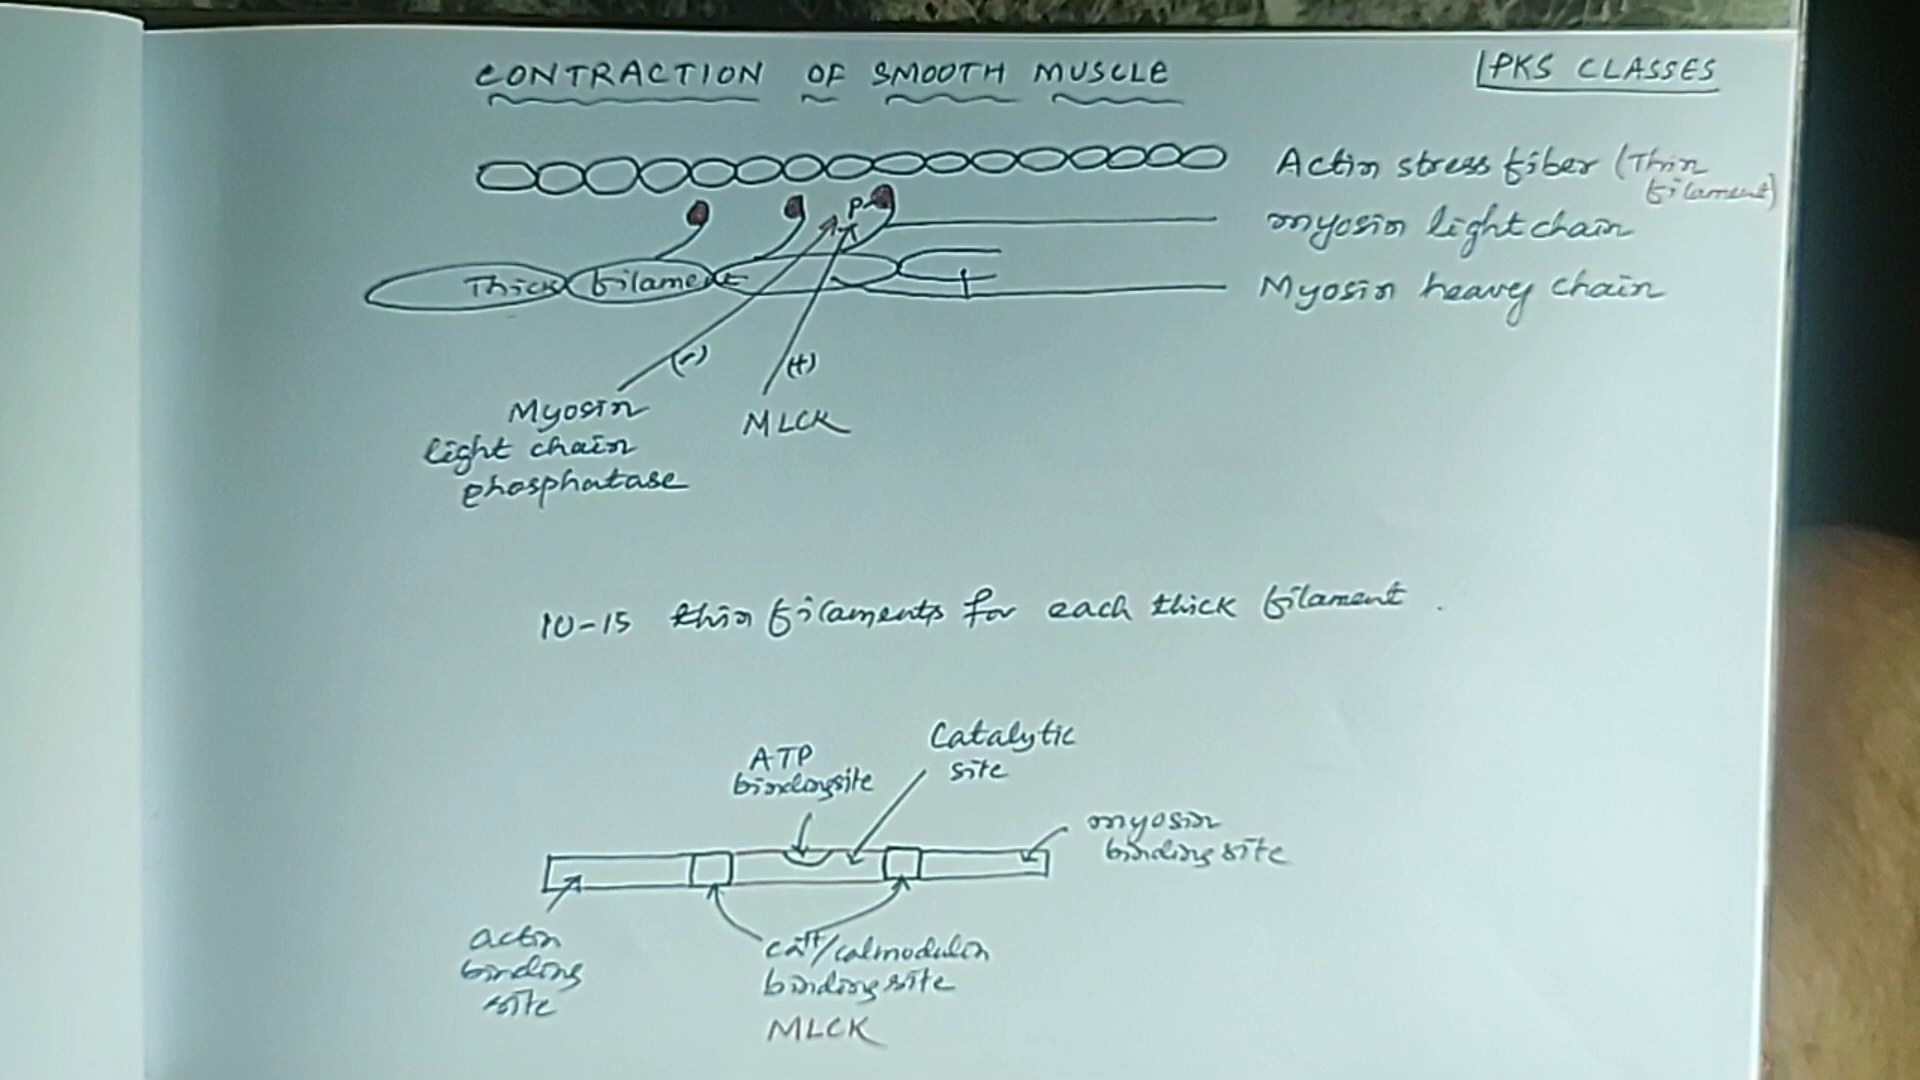 CONTRACTION OF SMOOTH MUSCLE
PKS CLASSES
Actin stress fiber (Thin
filament)
P
myosin light chain
Thick filament
Myosin heavy chain
(-)
(+)
Myosin
light chain
phosphatase
MLCK
10-15 thin filaments for each thick filament.
ATP
binding site
Catalytic
site
myosin
binding site
actin
binding
site
Ca++/calmodulin
binding site
MLCK